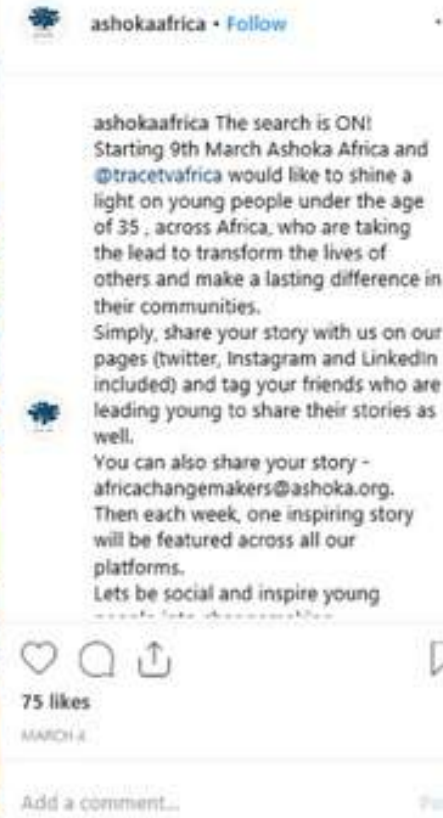 ashokaafrica • Follow
ashokaafrica The search is ON!
Starting 9th March Ashoka Africa and
@tracetvafrica would like to shine a
light on young people under the age
of 35 , across Africa, who are taking
the lead to transform the lives of
others and make a lasting difference in
their communities.
Simply, share your story with us on our
pages (twitter, Instagram and LinkedIn
included) and tag your friends who are
leading young to share their stories as
well.
You can also share your story -
africachangemakers@ashoka.org.
Then each week, one inspiring story
will be featured across all our
platforms.
Lets be social and inspire young
75 likes
MARCH 4
Add a comment...